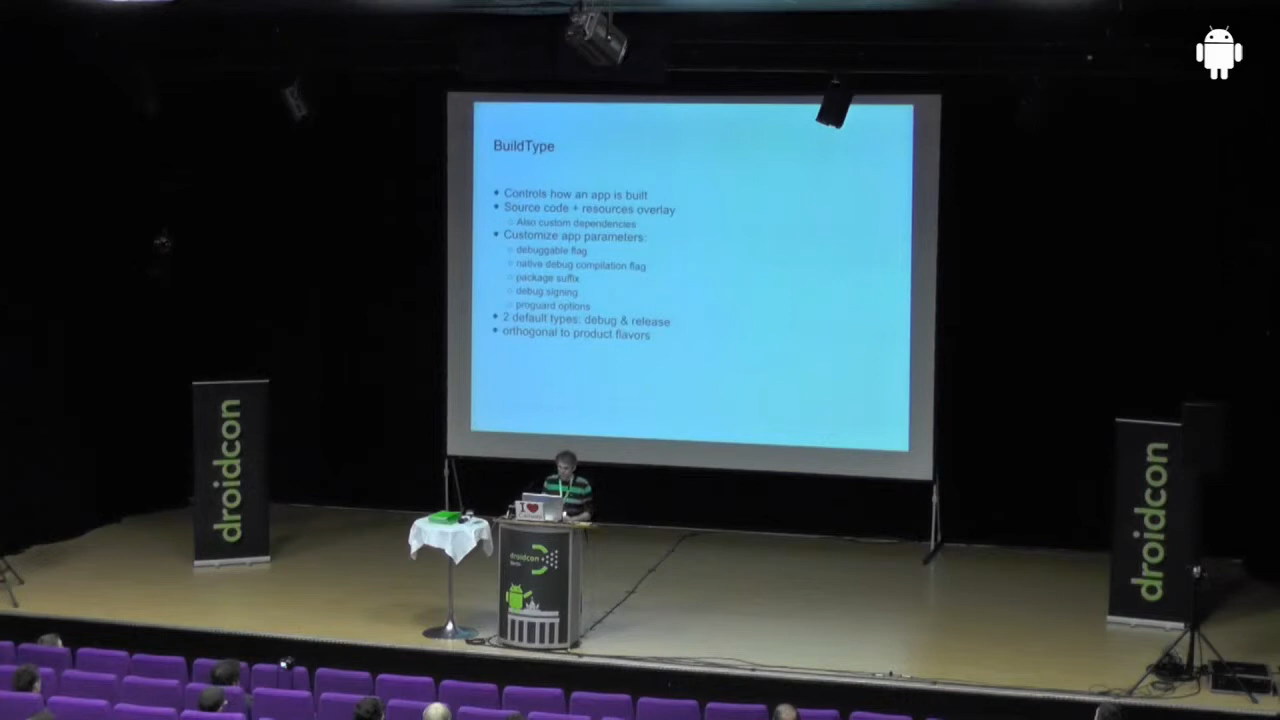 BuildType
• Controls how an app is built
• Source code + resources overlay
○ Also custom dependencies
• Customize app parameters:
○ debuggable flag
○ native debug compilation flag
○ package suffix
○ debug signing
○ proguard options
• 2 default types: debug & release
• orthogonal to product flavors
droidcon
droidcon
I
droidcon